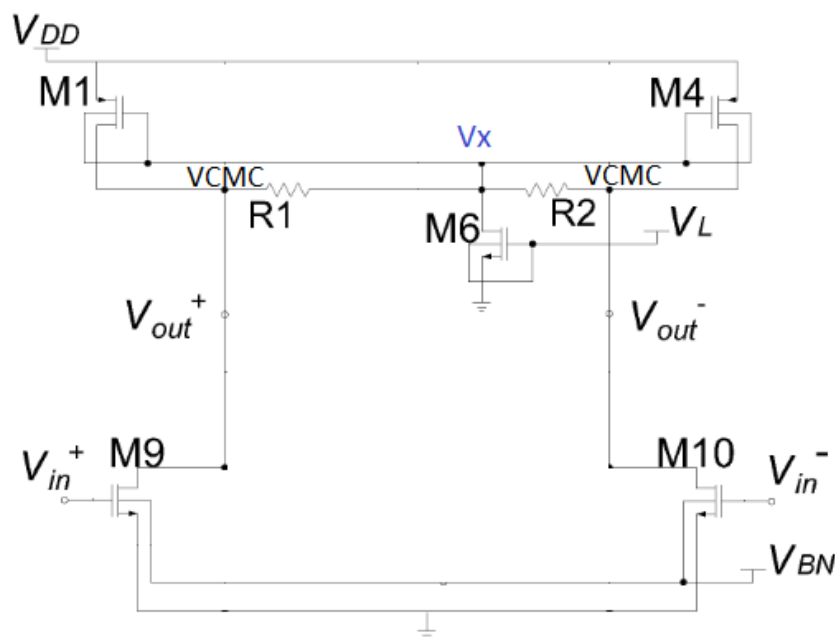 VDD
M1
M4
Vx
VCMC
VCMC
R1
R2
M6
VL
Vout+
Vout-
M9
M10
Vin+
Vin-
VBN